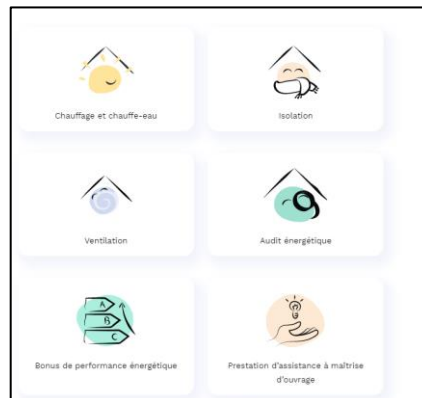 Chauffage et chauffe-eau
Isolation
Ventilation
Audit énergétique
A
B
C
Bonus de performance énergétique
Prestation d'assistance à maîtrise
d'ouvrage